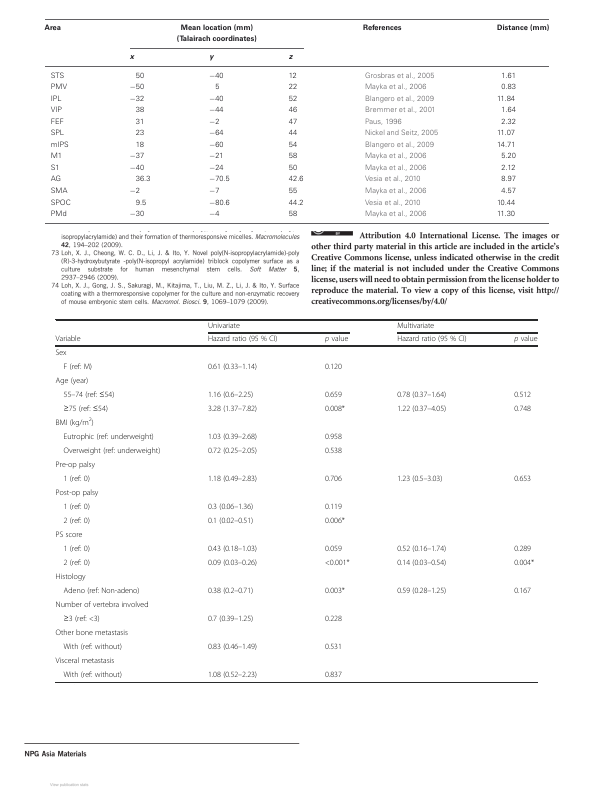 Area Mean location (mm) References Distance (mm)
(Talairach coordinates)
x y z
STS 50 −40 12 Grosbras et al., 2005 1.61
PMV −50 5 22 Mayka et al., 2006 0.83
IPL −32 −40 52 Blangero et al., 2009 11.84
VIP 38 −44 46 Bremmer et al., 2001 1.64
FEF 31 −2 47 Paus, 1996 2.32
SPL 23 −64 44 Nickel and Seitz, 2005 11.07
mIPS 18 −60 54 Blangero et al., 2009 14.71
M1 −37 −21 58 Mayka et al., 2006 5.20
S1 −40 −24 50 Mayka et al., 2006 2.12
AG 36.3 −70.5 42.6 Vesia et al., 2010 8.97
SMA −2 −7 55 Mayka et al., 2006 4.57
SPOC 9.5 −80.6 44.2 Vesia et al., 2010 10.44
PMd −30 −4 58 Mayka et al., 2006 11.30
isopropylacrylamide) and their formation of thermoresponsive micelles. Macromolecules
42, 194–202 (2009).
73 Loh, X. J., Cheong, W. C. D., Li, J. & Ito, Y. Novel poly(N-isopropylacrylamide)-poly
(R)-3-hydroxybutyrate -poly(N-isopropyl acrylamide) triblock copolymer surface as a
culture substrate for human mesenchymal stem cells. Soft Matter 5,
2937–2946 (2009).
74 Loh, X. J., Gong, J. S., Sakuragi, M., Kitajima, T., Liu, M. Z., Li, J. & Ito, Y. Surface
coating with a thermoresponsive copolymer for the culture and non-enzymatic recovery
of mouse embryonic stem cells. Macromol. Biosci. 9, 1069–1079 (2009).
Attribution 4.0 International License. The images or
other third party material in this article are included in the article's
Creative Commons license, unless indicated otherwise in the credit
line; if the material is not included under the Creative Commons
license, users will need to obtain permission from the license holder to
reproduce the material. To view a copy of this license, visit http://
creativecommons.org/licenses/by/4.0/
Univariate Multivariate
Variable Hazard ratio (95 % CI) p value Hazard ratio (95 % CI) p value
Sex
F (ref: M) 0.61 (0.33–1.14) 0.120
Age (year)
55–74 (ref: ≤54) 1.16 (0.6–2.25) 0.659 0.78 (0.37–1.64) 0.512
≥75 (ref: ≤54) 3.28 (1.37–7.82) 0.008* 1.22 (0.37–4.05) 0.748
BMI (kg/m²)
Eutrophic (ref: underweight) 1.03 (0.39–2.68) 0.958
Overweight (ref: underweight) 0.72 (0.25–2.05) 0.538
Pre-op palsy
1 (ref: 0) 1.18 (0.49–2.83) 0.706 1.23 (0.5–3.03) 0.653
Post-op palsy
1 (ref: 0) 0.3 (0.06–1.36) 0.119
2 (ref: 0) 0.1 (0.02–0.51) 0.006*
PS score
1 (ref: 0) 0.43 (0.18–1.03) 0.059 0.52 (0.16–1.74) 0.289
2 (ref: 0) 0.09 (0.03–0.26) <0.001* 0.14 (0.03–0.54) 0.004*
Histology
Adeno (ref: Non-adeno) 0.38 (0.2–0.71) 0.003* 0.59 (0.28–1.25) 0.167
Number of vertebra involved
≥3 (ref: <3) 0.7 (0.39–1.25) 0.228
Other bone metastasis
With (ref: without) 0.83 (0.46–1.49) 0.531
Visceral metastasis
With (ref: without) 1.08 (0.52–2.23) 0.837
NPG Asia Materials
View publication stats